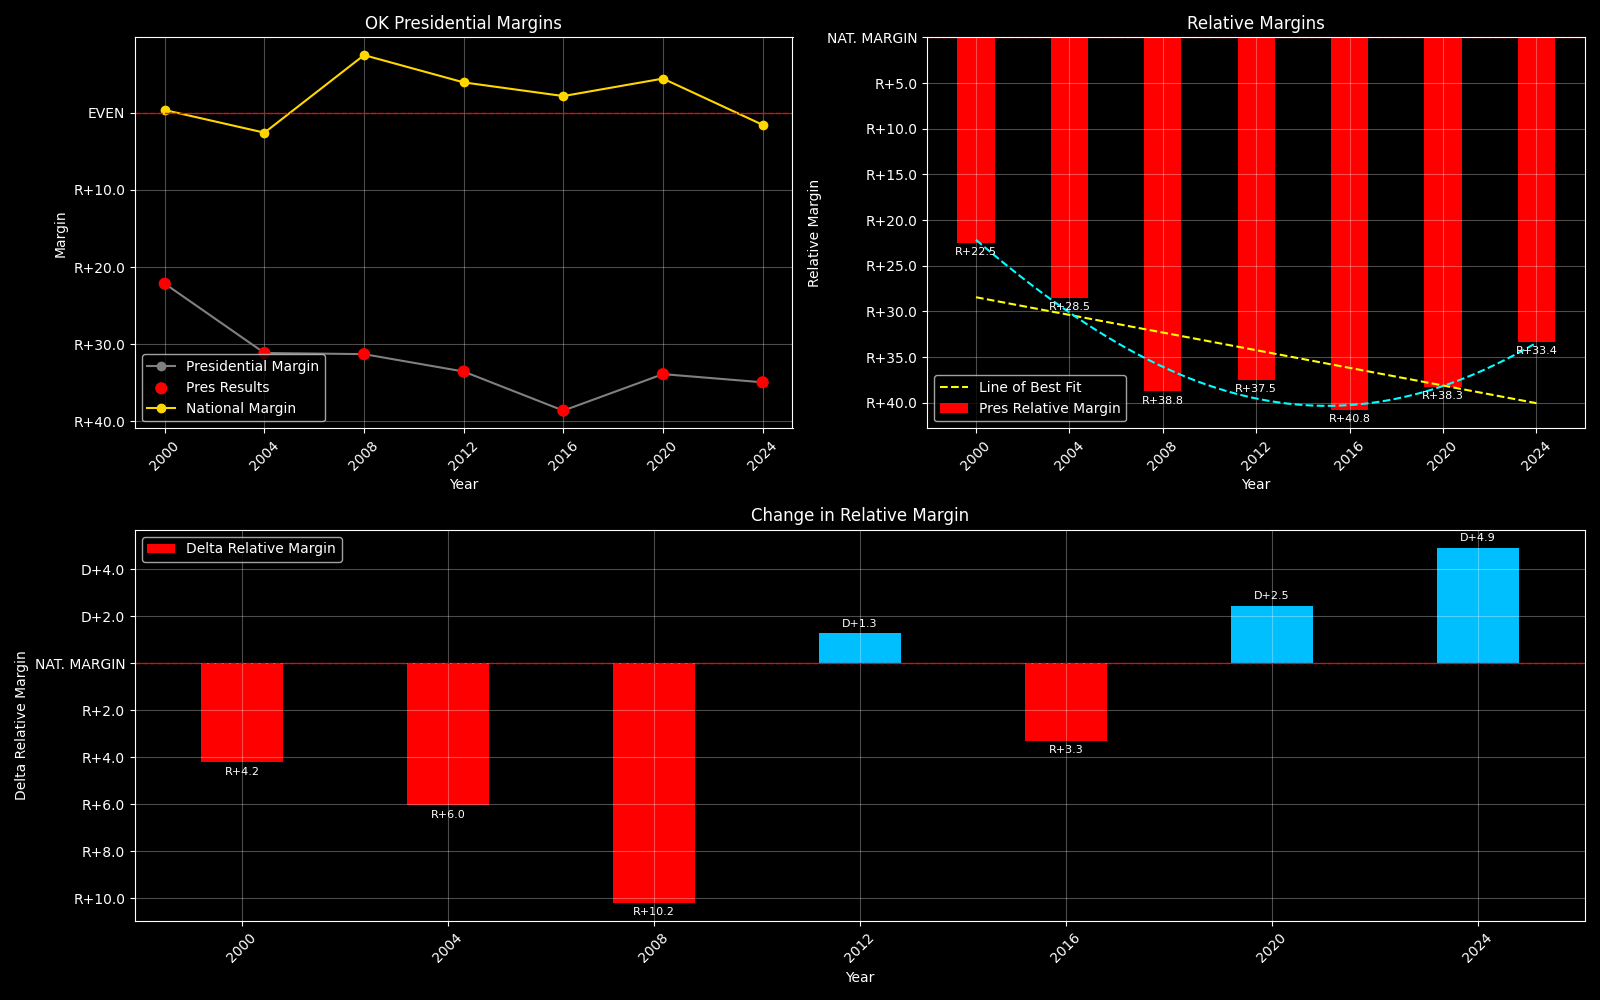 OK Presidential Margins
Margin
EVEN
R+10.0
R+20.0
R+30.0
R+40.0
Presidential Margin
Pres Results
National Margin
2000
2004
2008
2012
2016
2020
2024
Year
Relative Margins
Relative Margin
NAT. MARGIN
R+5.0
R+10.0
R+15.0
R+20.0
R+25.0
R+30.0
R+35.0
R+40.0
R+22.5
R+28.5
R+38.8
R+37.5
R+40.8
R+38.3
R+33.4
Line of Best Fit
Pres Relative Margin
2000
2004
2008
2012
2016
2020
2024
Year
Change in Relative Margin
Delta Relative Margin
Delta Relative Margin
D+4.0
D+2.0
NAT. MARGIN
R+2.0
R+4.0
R+6.0
R+8.0
R+10.0
R+4.2
R+6.0
R+10.2
D+1.3
R+3.3
D+2.5
D+4.9
2000
2004
2008
2012
2016
2020
2024
Year